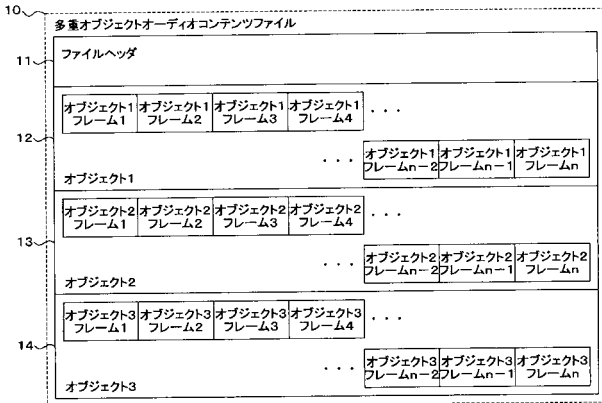 10
多重オブジェクトオーディオコンテンツファイル
11
ファイルヘッダ
12
オブジェクト1 オブジェクト1 オブジェクト1 オブジェクト1
フレーム1 フレーム2 フレーム3 フレーム4 ・・・
・・・ オブジェクト1 オブジェクト1 オブジェクト1
フレームn-2 フレームn-1 フレームn
オブジェクト1
13
オブジェクト2 オブジェクト2 オブジェクト2 オブジェクト2
フレーム1 フレーム2 フレーム3 フレーム4 ・・・
・・・ オブジェクト2 オブジェクト2 オブジェクト2
フレームn-2 フレームn-1 フレームn
オブジェクト2
14
オブジェクト3 オブジェクト3 オブジェクト3 オブジェクト3
フレーム1 フレーム2 フレーム3 フレーム4 ・・・
・・・ オブジェクト3 オブジェクト3 オブジェクト3
フレームn-2 フレームn-1 フレームn
オブジェクト3